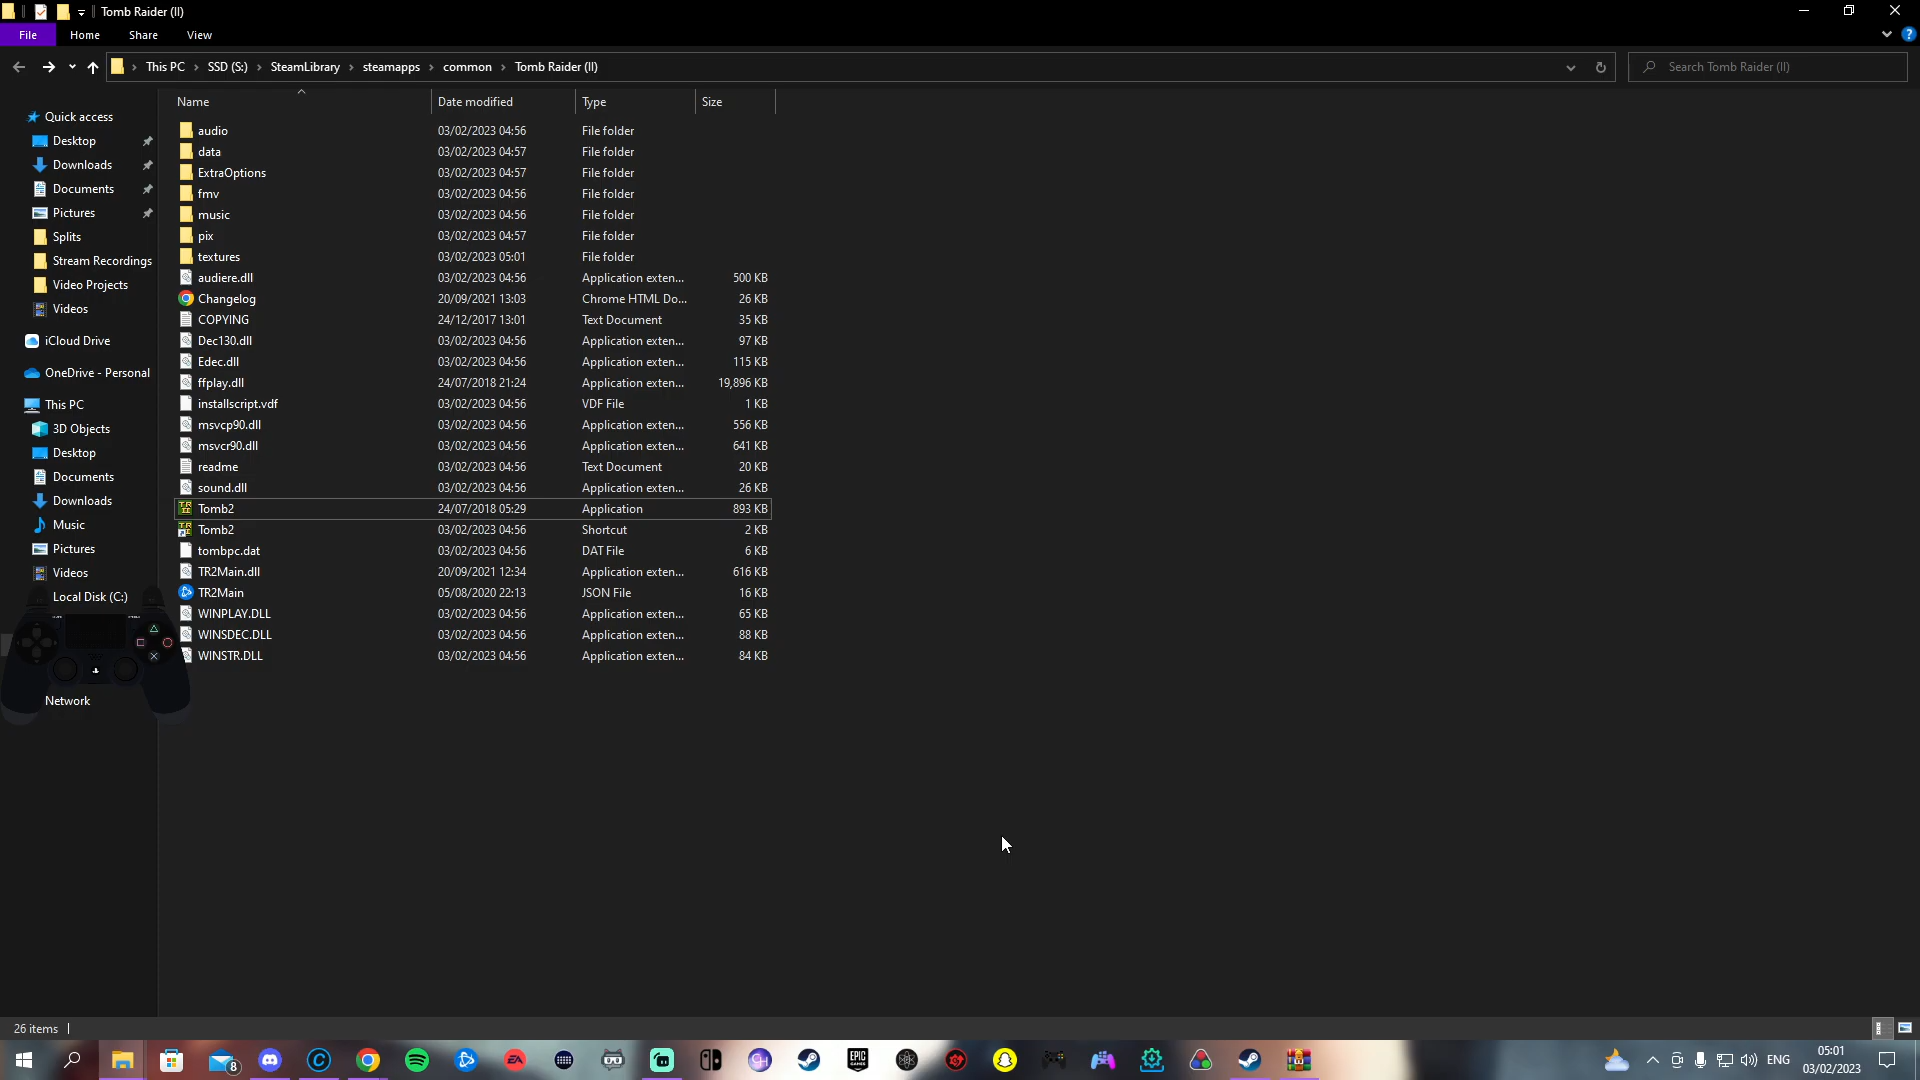 Tomb Raider (II)
File Home Share View
This PC SSD (S:) SteamLibrary steamapps common Tomb Raider (II) Search Tomb Raider (II)
Name Date modified Type Size
Quick access
Desktop
Downloads
Documents
Pictures
Splits
Stream Recordings
Video Projects
Videos
iCloud Drive
OneDrive - Personal
This PC
3D Objects
Desktop
Documents
Downloads
Music
Pictures
Videos
Local Disk (C:)
Network
audio 03/02/2023 04:56 File folder
data 03/02/2023 04:57 File folder
ExtraOptions 03/02/2023 04:57 File folder
fmv 03/02/2023 04:56 File folder
music 03/02/2023 04:56 File folder
pix 03/02/2023 04:57 File folder
textures 03/02/2023 05:01 File folder
audiere.dll 03/02/2023 04:56 Application exten... 500 KB
Changelog 20/09/2021 13:03 Chrome HTML Do... 26 KB
COPYING 24/12/2017 13:01 Text Document 35 KB
Dec130.dll 03/02/2023 04:56 Application exten... 97 KB
Edec.dll 03/02/2023 04:56 Application exten... 115 KB
ffplay.dll 24/07/2018 21:24 Application exten... 19,896 KB
installscript.vdf 03/02/2023 04:56 VDF File 1 KB
msvcp90.dll 03/02/2023 04:56 Application exten... 556 KB
msvcr90.dll 03/02/2023 04:56 Application exten... 641 KB
readme 03/02/2023 04:56 Text Document 20 KB
sound.dll 03/02/2023 04:56 Application exten... 26 KB
Tomb2 24/07/2018 05:29 Application 893 KB
Tomb2 03/02/2023 04:56 Shortcut 2 KB
tombpc.dat 03/02/2023 04:56 DAT File 6 KB
TR2Main.dll 20/09/2021 12:34 Application exten... 616 KB
TR2Main 05/08/2020 22:13 JSON File 16 KB
WINPLAY.DLL 03/02/2023 04:56 Application exten... 65 KB
WINSDEC.DLL 03/02/2023 04:56 Application exten... 88 KB
WINSTR.DLL 03/02/2023 04:56 Application exten... 84 KB
26 items
8
EA
CH
EPIC
GAMES
ENG
05:01
03/02/2023